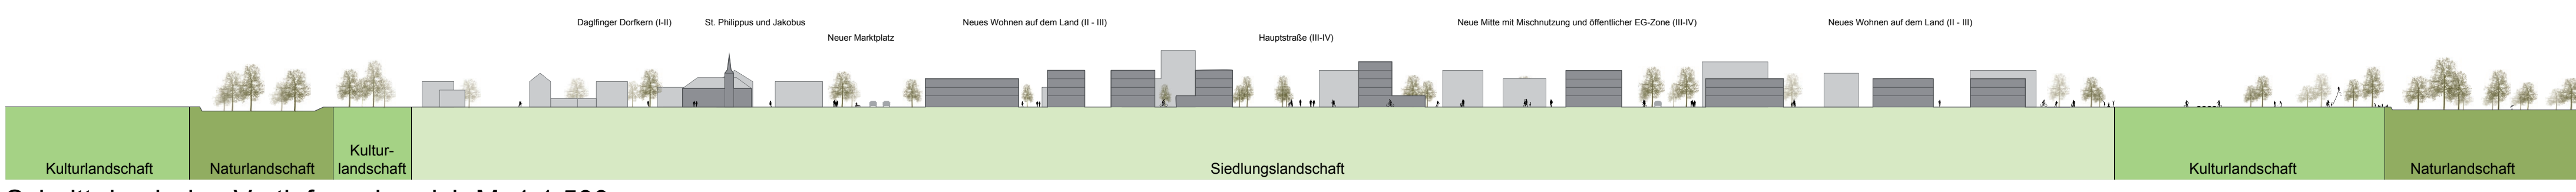 Daglfinger Dorfkern (I-II)
St. Philippus und Jakobus
Neues Wohnen auf dem Land (II - III)
Neue Mitte mit Mischnutzung und öffentlicher EG-Zone (III-IV)
Neues Wohnen auf dem Land (II - III)
Neuer Marktplatz
Hauptstraße (III-IV)
Kulturlandschaft
Naturlandschaft
Kultur-
landschaft
Siedlungslandschaft
Kulturlandschaft
Naturlandschaft